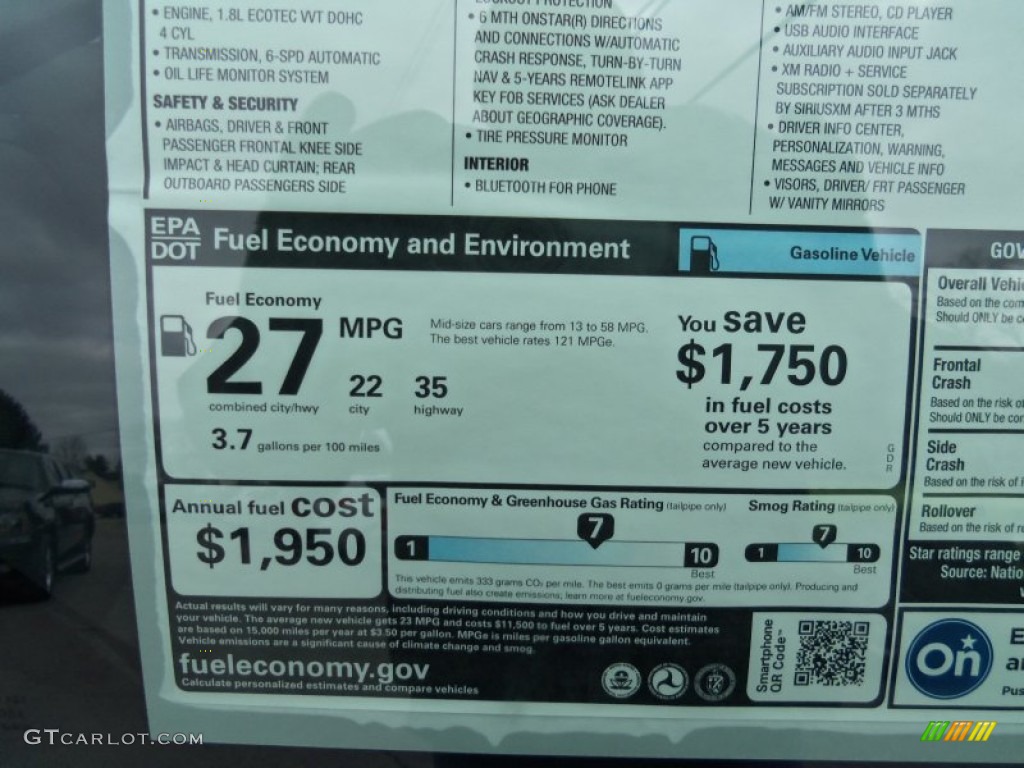 • ENGINE, 1.8L ECOTEC VVT DOHC
4 CYL
• TRANSMISSION, 6-SPD AUTOMATIC
• OIL LIFE MONITOR SYSTEM
SAFETY & SECURITY
• AIRBAGS, DRIVER & FRONT
PASSENGER FRONTAL KNEE SIDE
IMPACT & HEAD CURTAIN; REAR
OUTBOARD PASSENGERS SIDE
LOCKOUT PROTECTION
• 6 MTH ONSTAR(R) DIRECTIONS
AND CONNECTIONS W/AUTOMATIC
CRASH RESPONSE, TURN-BY-TURN
NAV & 5-YEARS REMOTELINK APP
KEY FOB SERVICES (ASK DEALER
ABOUT GEOGRAPHIC COVERAGE).
• TIRE PRESSURE MONITOR
INTERIOR
• BLUETOOTH FOR PHONE
• AM/FM STEREO, CD PLAYER
• USB AUDIO INTERFACE
• AUXILIARY AUDIO INPUT JACK
• XM RADIO + SERVICE
SUBSCRIPTION SOLD SEPARATELY
BY SIRIUSXM AFTER 3 MTHS
• DRIVER INFO CENTER,
PERSONALIZATION, WARNING,
MESSAGES AND VEHICLE INFO
• VISORS, DRIVER/ FRT PASSENGER
W/ VANITY MIRRORS
EPA
DOT
Fuel Economy and Environment
Gasoline Vehicle
Fuel Economy
27 MPG
combined city/hwy
22
city
35
highway
3.7 gallons per 100 miles
Mid-size cars range from 13 to 58 MPG.
The best vehicle rates 121 MPGe.
You save
$1,750
in fuel costs
over 5 years
compared to the
average new vehicle.
G
D
R
Annual fuel cost
$1,950
Fuel Economy & Greenhouse Gas Rating (tailpipe only)
7
1
10
Best
Smog Rating (tailpipe only)
7
1
10
Best
This vehicle emits 333 grams CO₂ per mile. The best emits 0 grams per mile (tailpipe only). Producing and
distributing fuel also create emissions; learn more at fueleconomy.gov.
Actual results will vary for many reasons, including driving conditions and how you drive and maintain
your vehicle. The average new vehicle gets 23 MPG and costs $11,500 to fuel over 5 years. Cost estimates
are based on 15,000 miles per year at $3.50 per gallon. MPGe is miles per gasoline gallon equivalent.
Vehicle emissions are a significant cause of climate change and smog.
fueleconomy.gov
Calculate personalized estimates and compare vehicles
Smartphone
QR Code™
GOV
Overall Vehi
Based on the com
Should ONLY be c
Frontal
Crash
Based on the risk o
Should ONLY be co
Side
Crash
Based on the risk of
Rollover
Based on the risk of r
Star ratings range
Source: Natio
On
E
a
Pus
GTCARLOT.COM